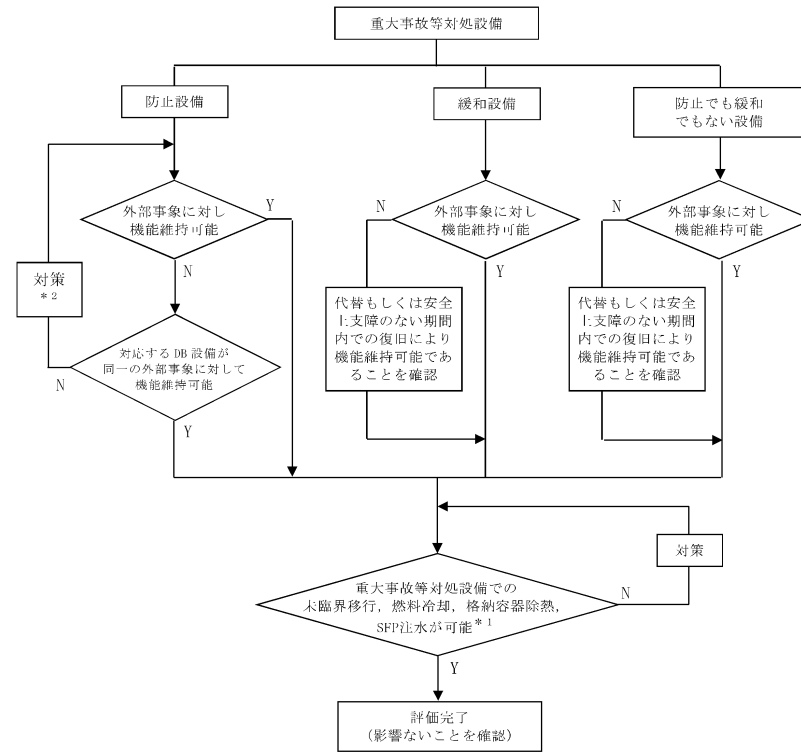 重大事故等対処設備
防止設備
緩和設備
防止でも緩和
でもない設備
外部事象に対し
機能維持可能
Y
N
対策
*2
対応するDB設備が
同一の外部事象に対して
機能維持可能
N
Y
外部事象に対し
機能維持可能
N
Y
代替もしくは安全
上支障のない期間
内での復旧により
機能維持可能であ
ることを確認
外部事象に対し
機能維持可能
N
Y
代替もしくは安全
上支障のない期間
内での復旧により
機能維持可能であ
ることを確認
対策
重大事故等対処設備での
未臨界移行，燃料冷却，格納容器除熱，
SFP注水が可能*1
N
Y
評価完了
(影響ないことを確認)